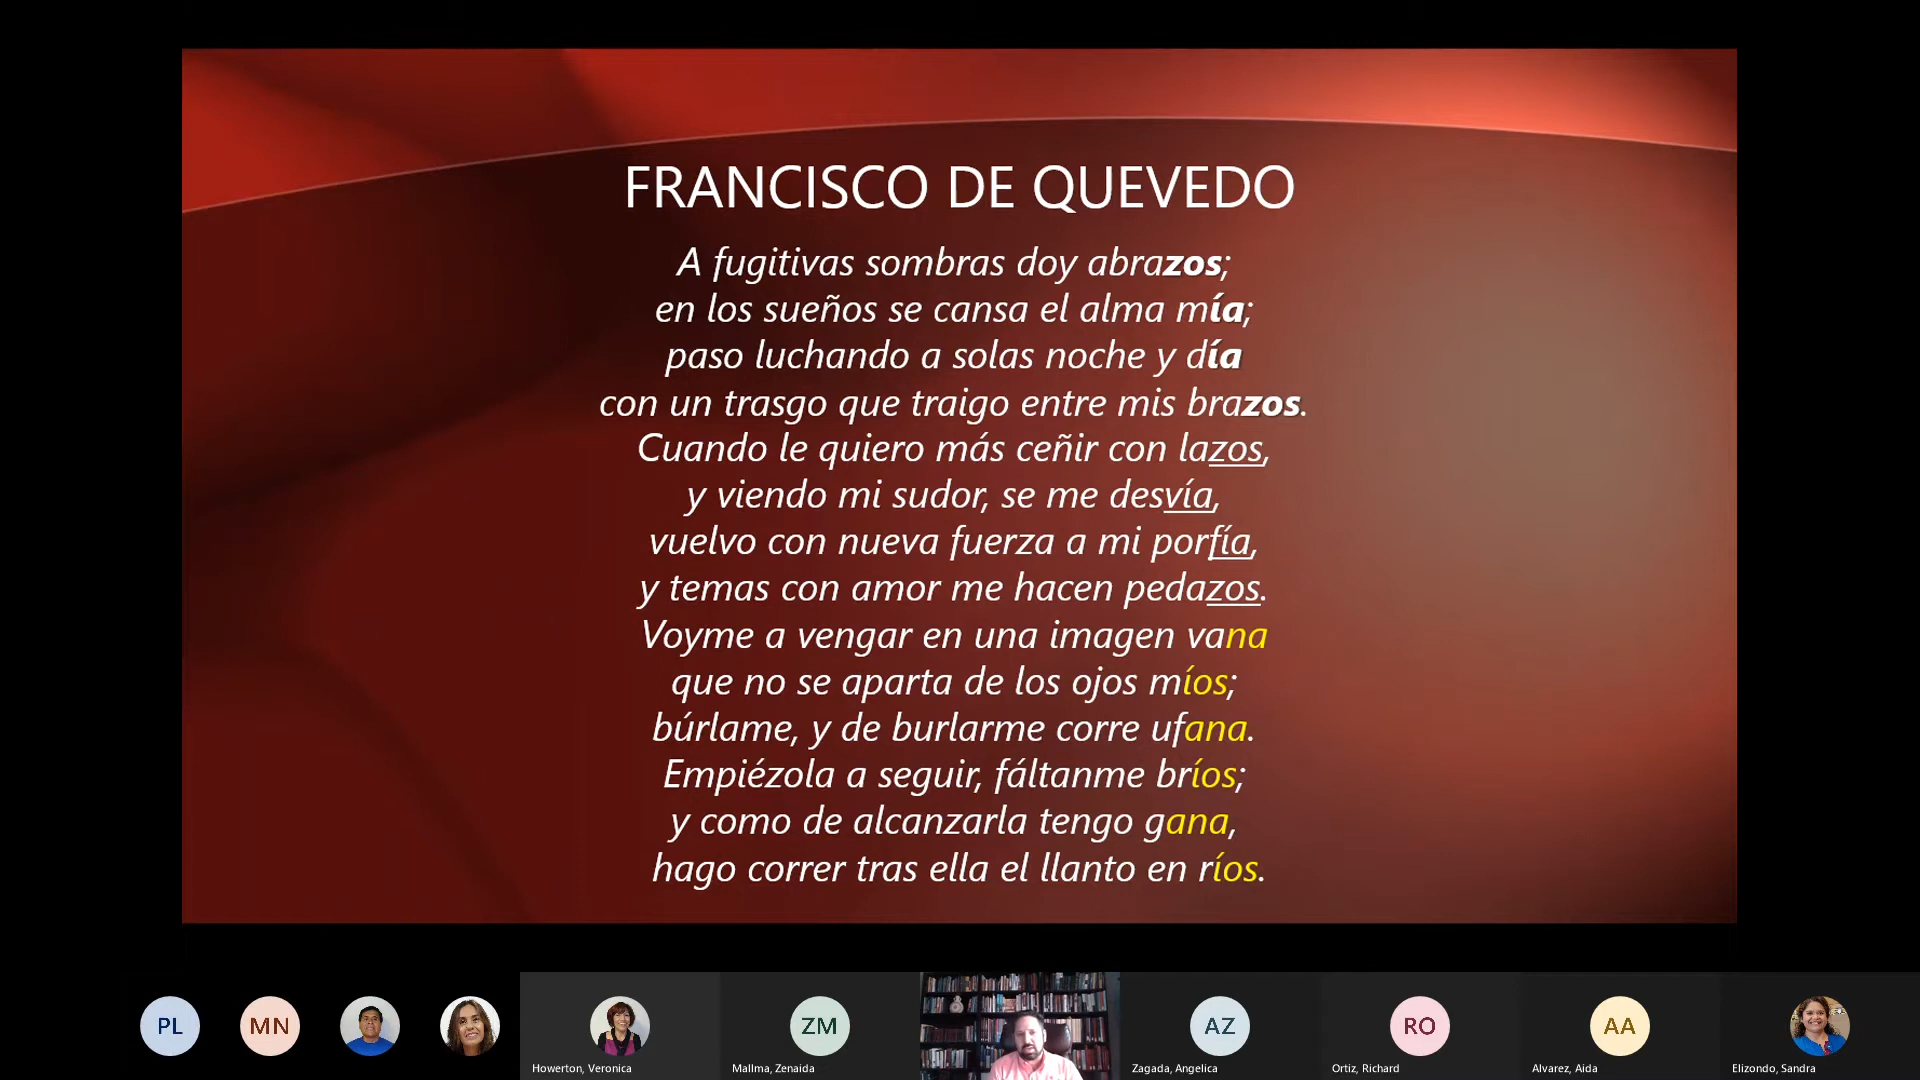 FRANCISCO DE QUEVEDO
A fugitivas sombras doy abrazos;
en los sueños se cansa el alma mía;
paso luchando a solas noche y día
con un trasgo que traigo entre mis brazos.
Cuando le quiero más ceñir con lazos,
y viendo mi sudor, se me desvía,
vuelvo con nueva fuerza a mi porfía,
y temas con amor me hacen pedazos.
Voyme a vengar en una imagen vana
que no se aparta de los ojos míos;
búrlame, y de burlarme corre ufana.
Empiézola a seguir, fáltanme bríos;
y como de alcanzarla tengo gana,
hago correr tras ella el llanto en ríos.
PL
MN
ZM
AZ
RO
AA
Howerton, Veronica
Mallma, Zenaida
Zagada, Angelica
Ortiz, Richard
Alvarez, Aida
Elizondo, Sandra